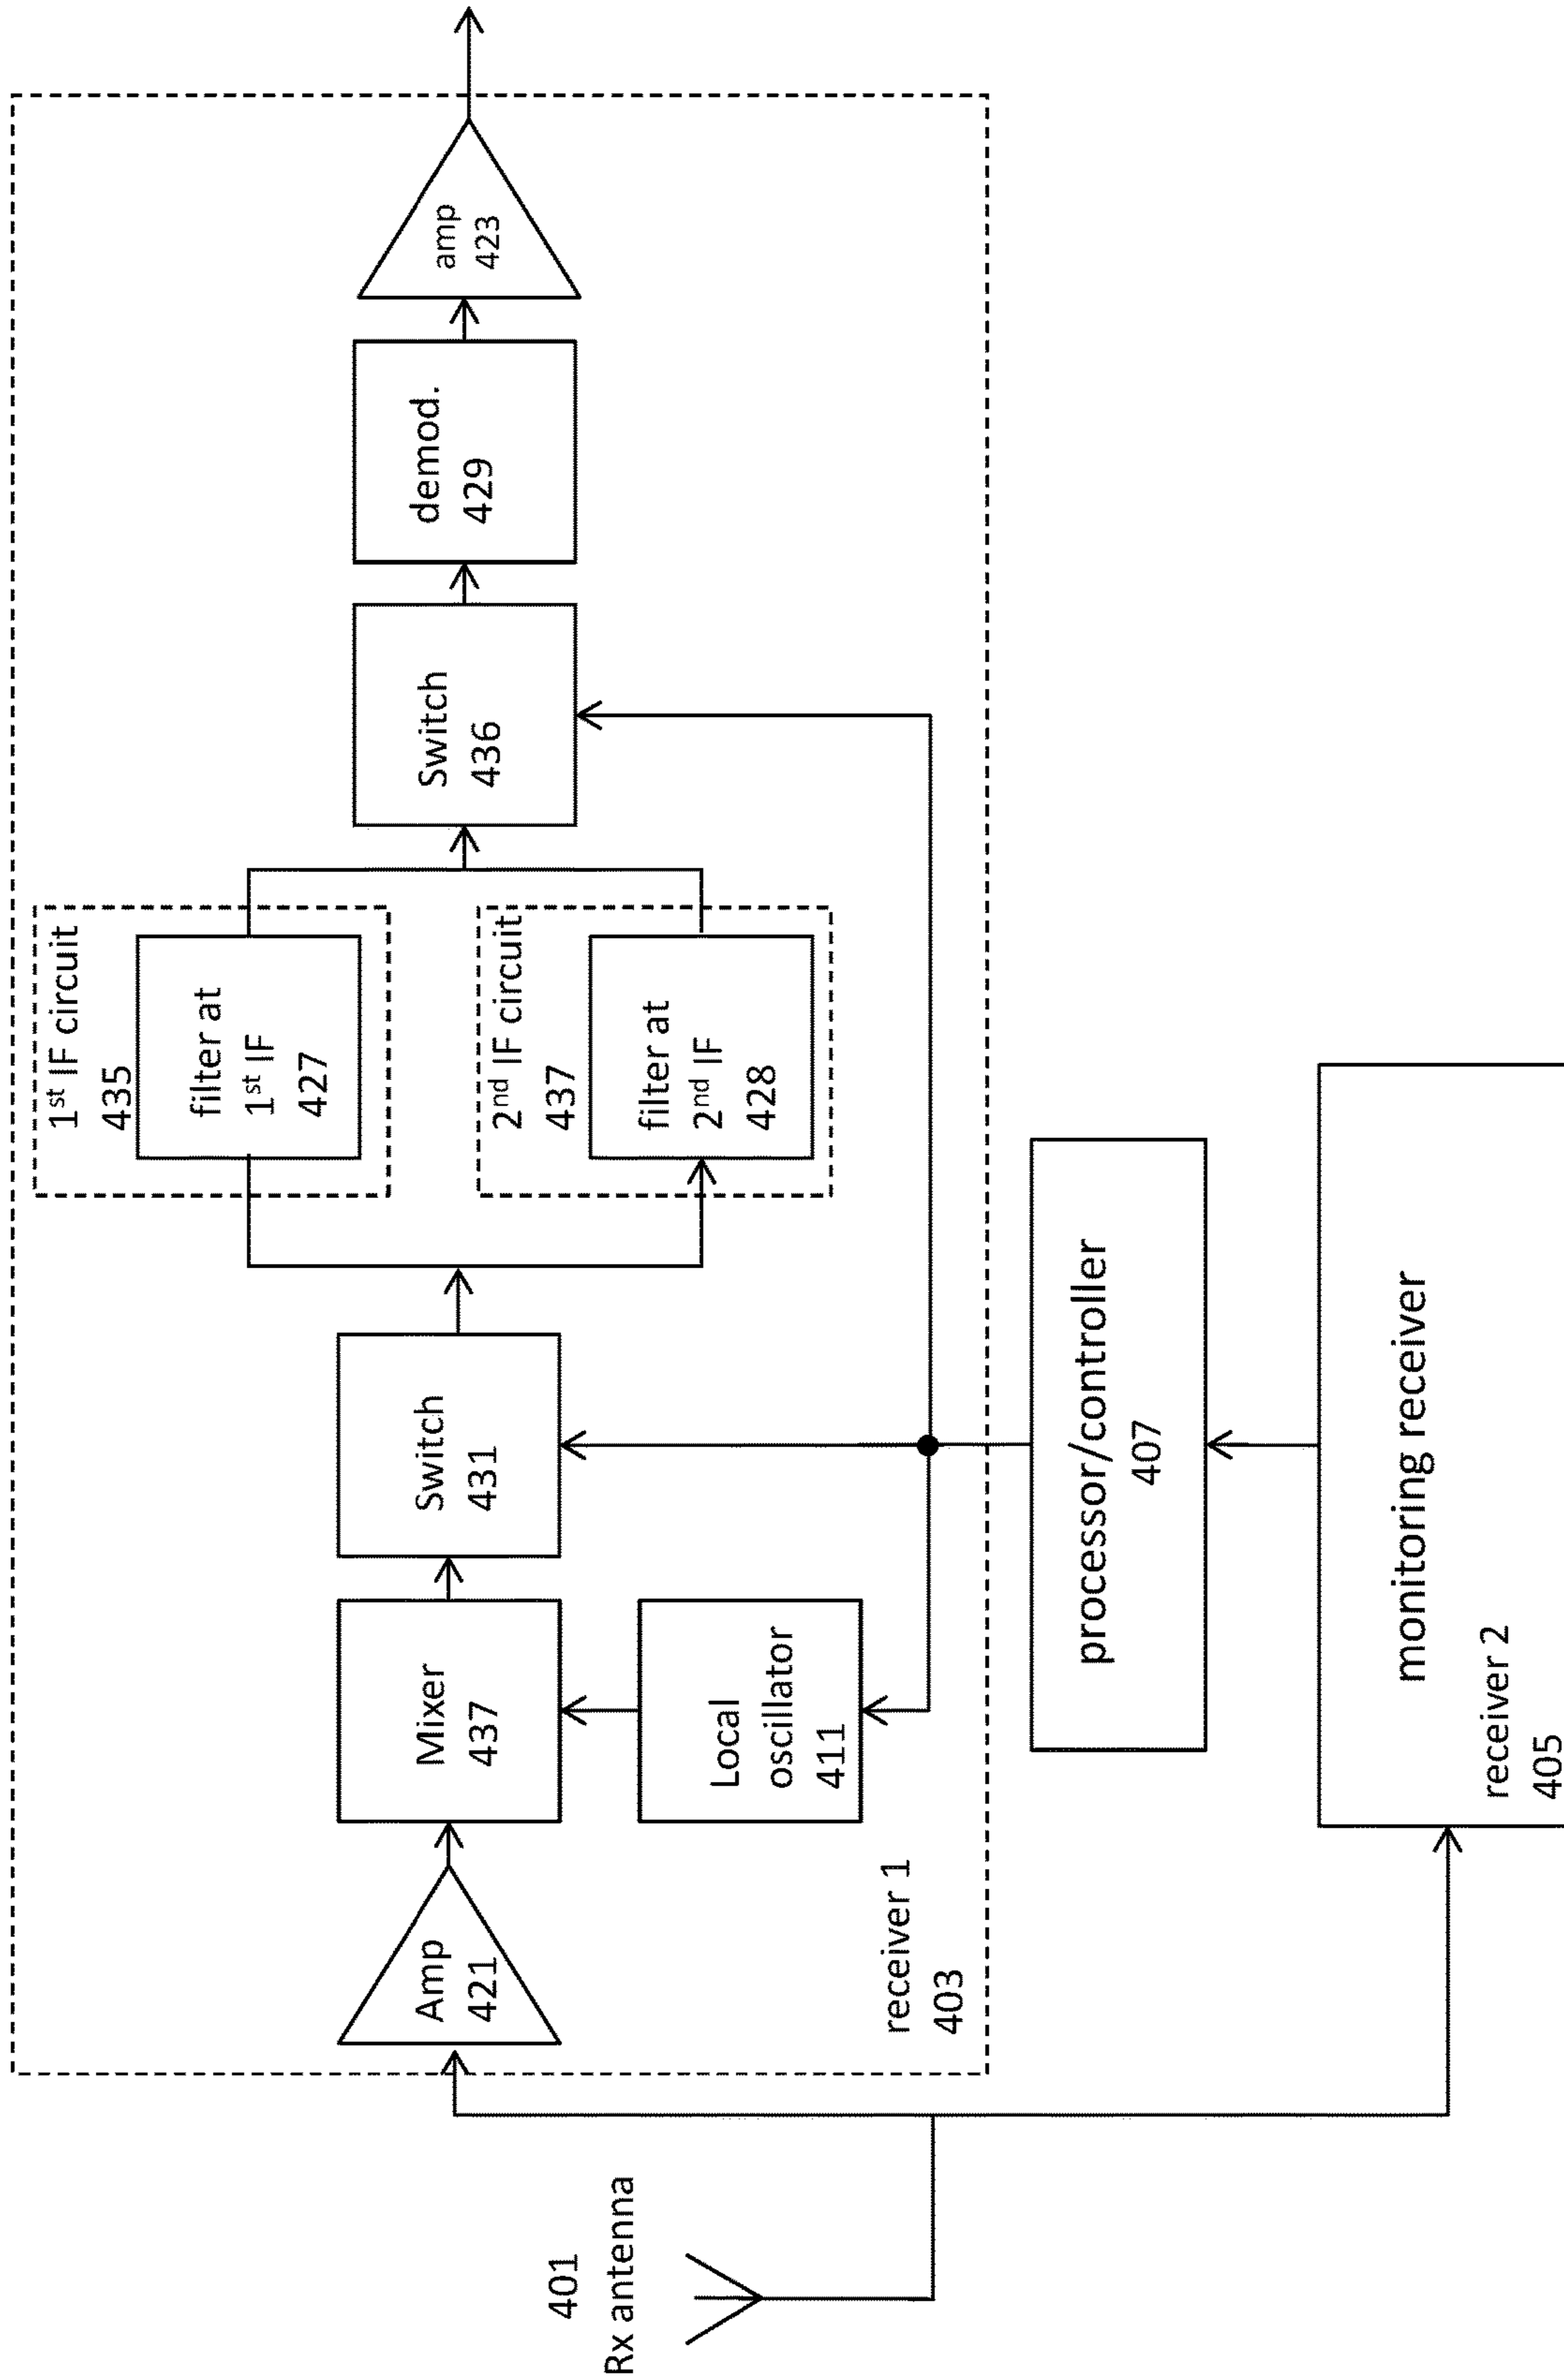 401
Rx antenna
Amp
421
Mixer
437
Local
oscillator
411
Switch
431
1st IF circuit
435
filter at
1st IF
427
2nd IF circuit
437
filter at
2nd IF
428
Switch
436
demod.
429
amp
423
receiver 1
403
processor/controller
407
monitoring receiver
receiver 2
405